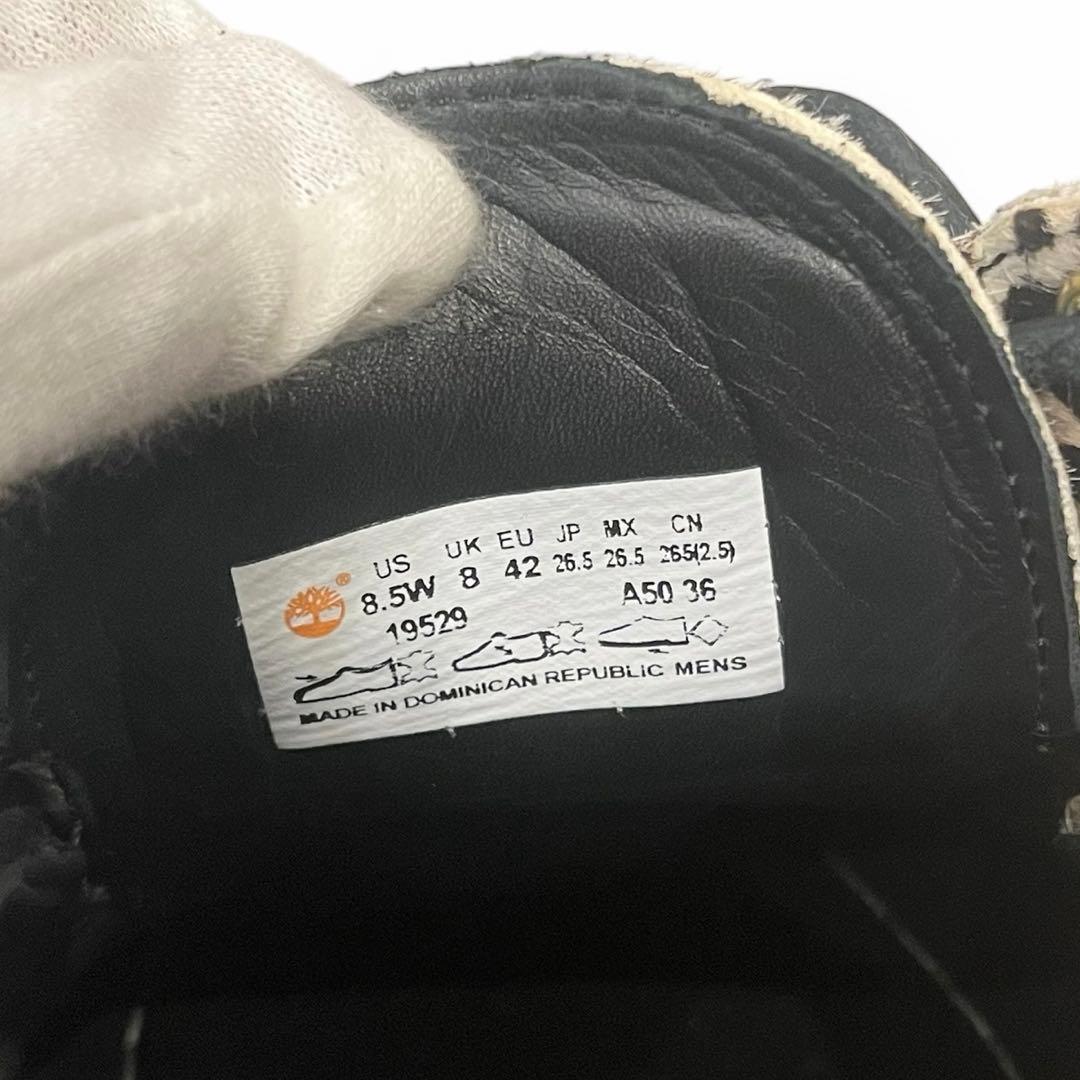 US UK EU JP MX CN
8.5W 8 42 26.5 26.5 265(2.5)
19529 A50 36
MADE IN DOMINICAN REPUBLIC MENS